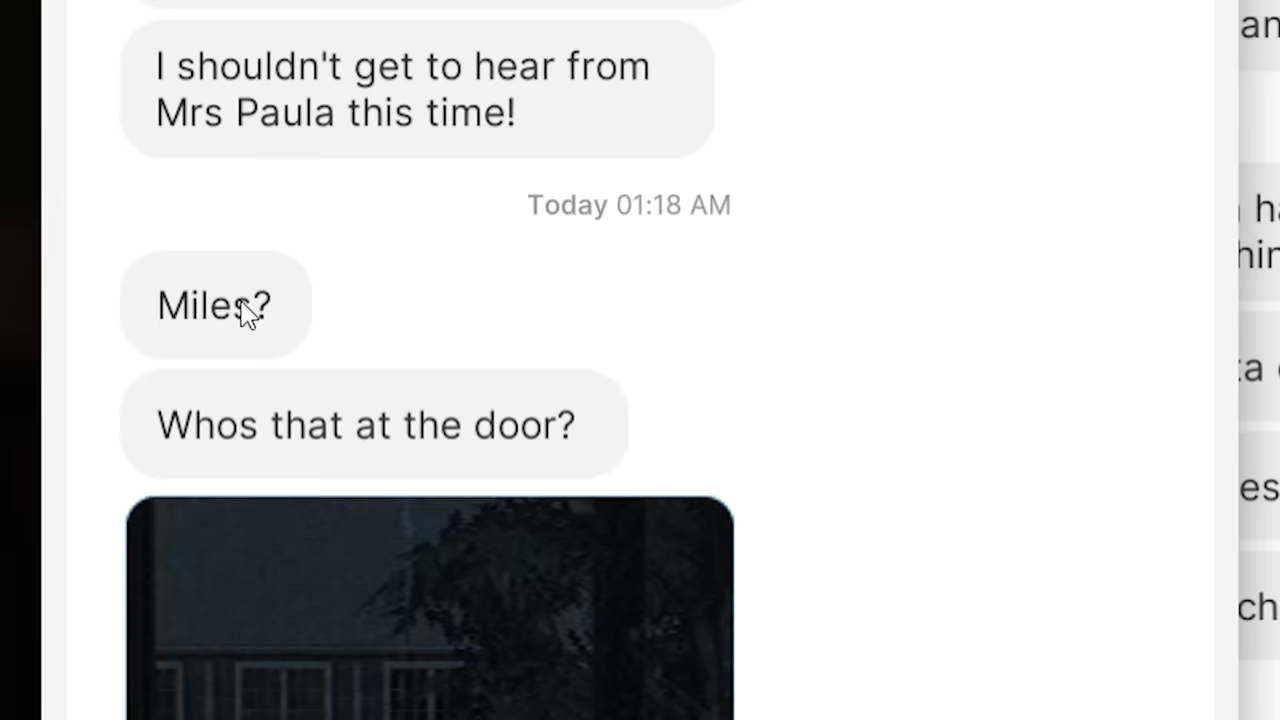 I shouldn't get to hear from
Mrs Paula this time!
Today 01:18 AM
Miles?
Whos that at the door?